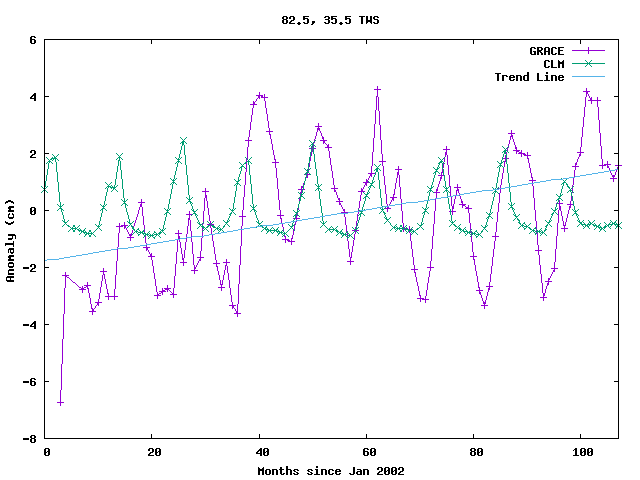 82.5, 35.5 TWS
GRACE
CLM
Trend Line
6
4
2
0
-2
-4
-6
-8
Anomaly (cm)
0 20 40 60 80 100
Months since Jan 2002